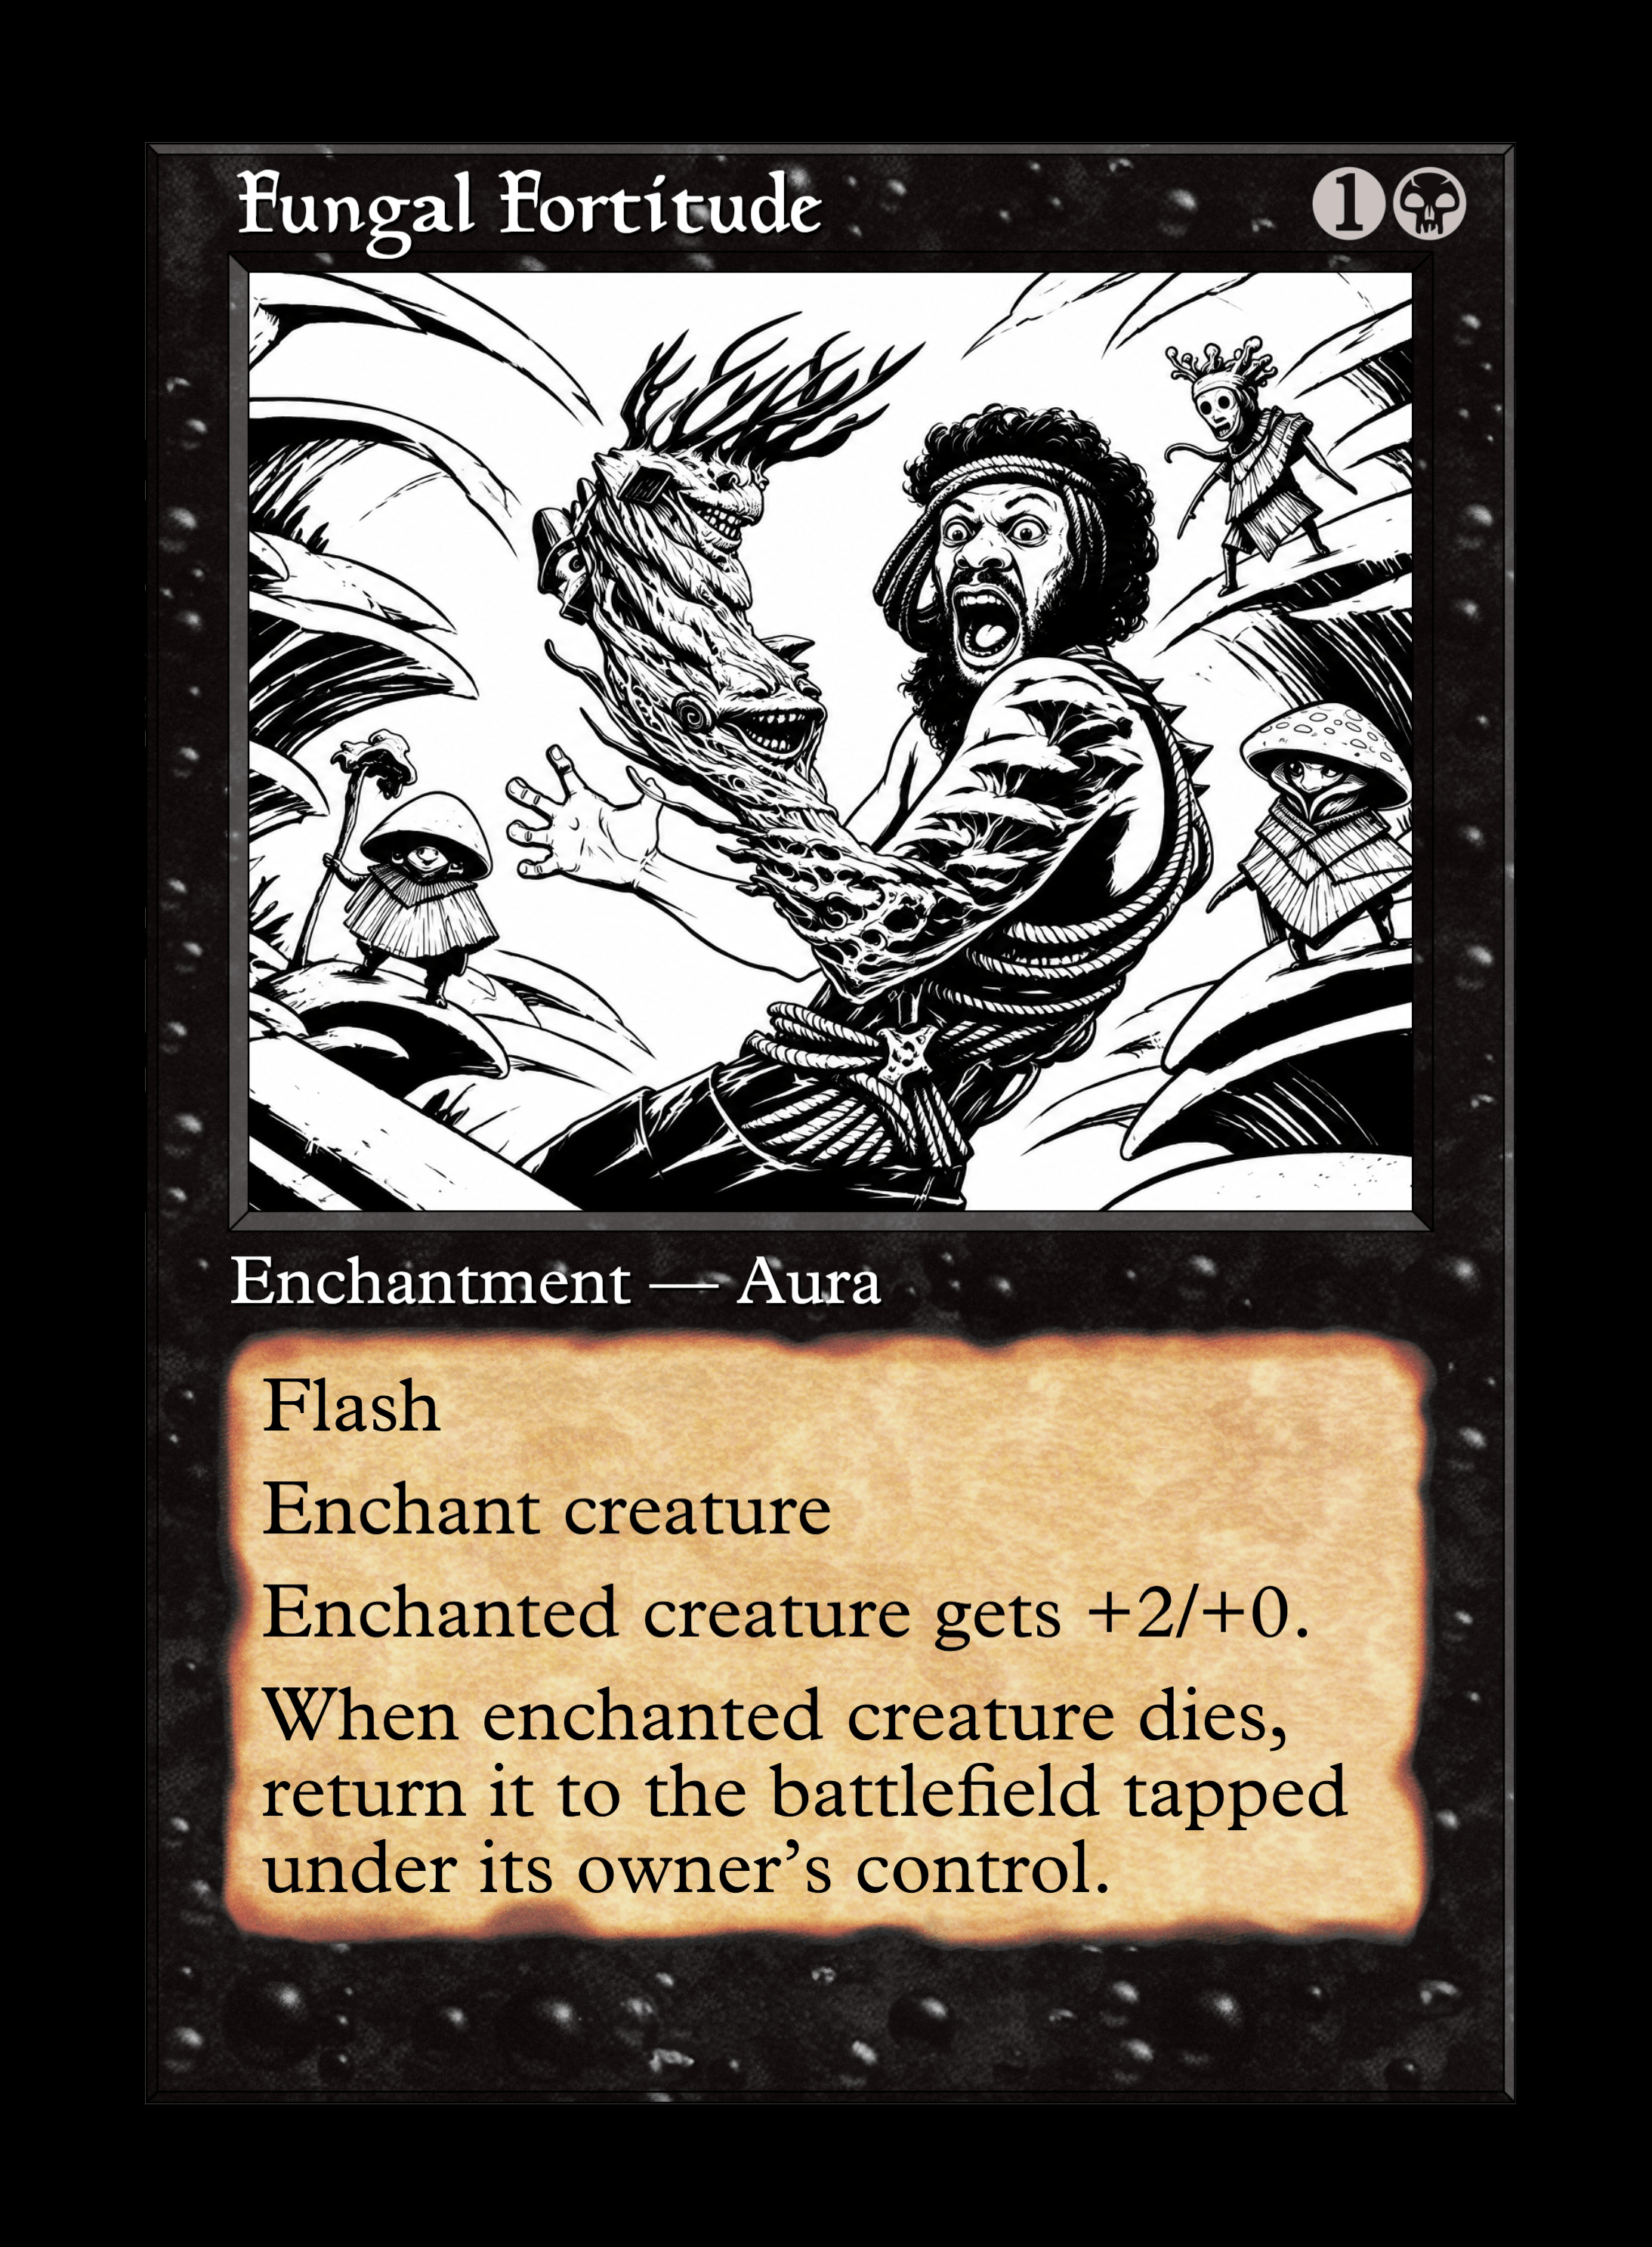 Fungal Fortitude 1
Enchantment — Aura
Flash
Enchant creature
Enchanted creature gets +2/+0.
When enchanted creature dies,
return it to the battlefield tapped
under its owner’s control.